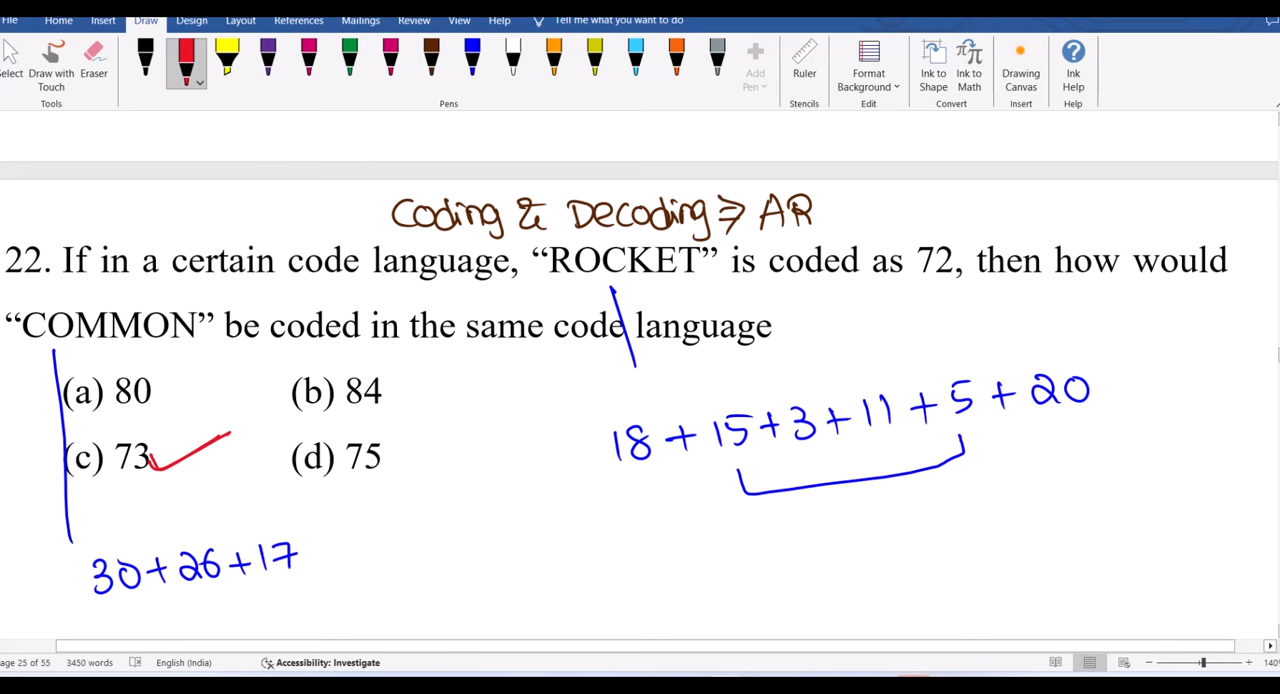 File Home Insert Draw Design Layout References Mailings Review View Help Tell me what you want to do
Select Draw with Touch Eraser Add Pen Ruler Format Background Ink to Shape Ink to Math Drawing Canvas Ink Help
Tools Pens Stencils Edit Convert Insert Help
Coding & Decoding ⇒ AR
22. If in a certain code language, “ROCKET” is coded as 72, then how would
“COMMON” be coded in the same code language
(a) 80 (b) 84
18 + 15 + 3 + 11 + 5 + 20
(c) 73 (d) 75
30 + 26 + 17
age 25 of 55 3450 words English (India) Accessibility: Investigate 140